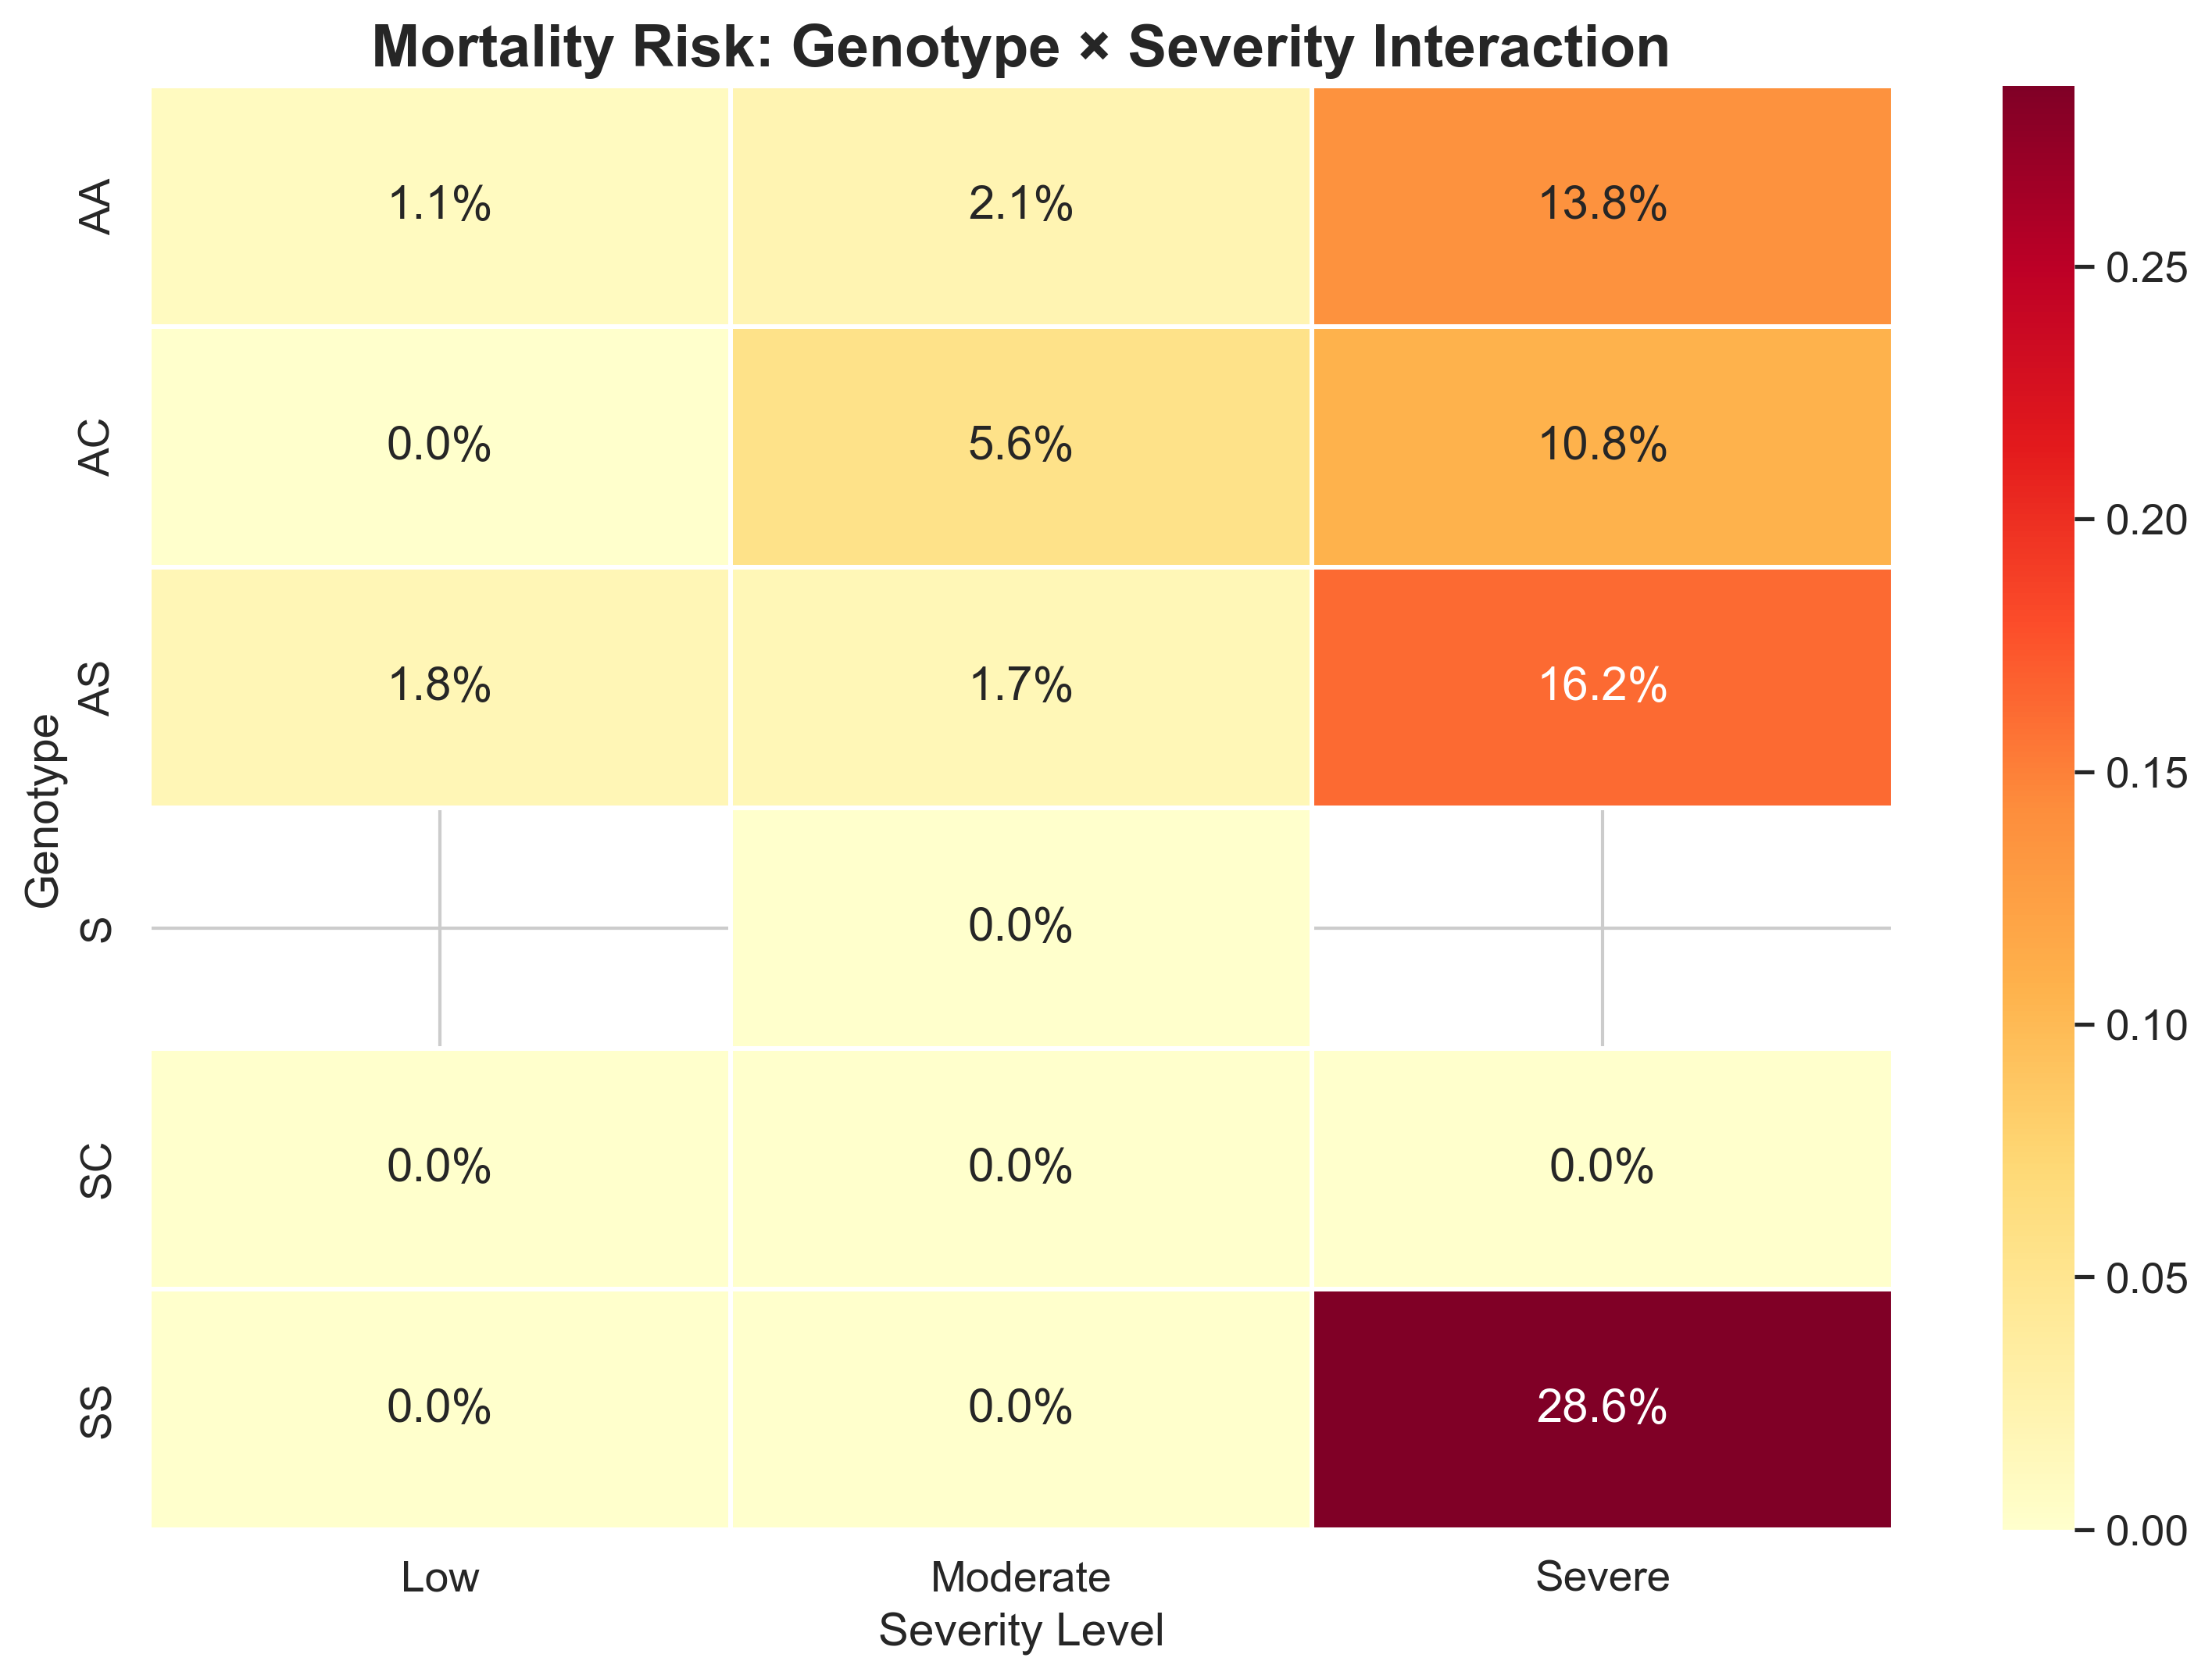 Mortality Risk: Genotype × Severity Interaction
Genotype
AA
1.1%
2.1%
13.8%
AC
0.0%
5.6%
10.8%
AS
1.8%
1.7%
16.2%
S
0.0%
SC
0.0%
0.0%
0.0%
SS
0.0%
0.0%
28.6%
Low
Moderate
Severe
Severity Level
0.25
0.20
0.15
0.10
0.05
0.00